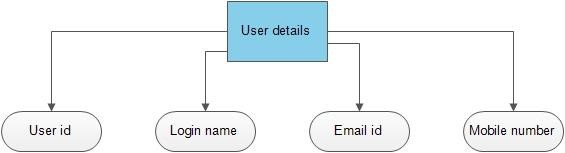 User details
User id
Login name
Email id
Mobile number